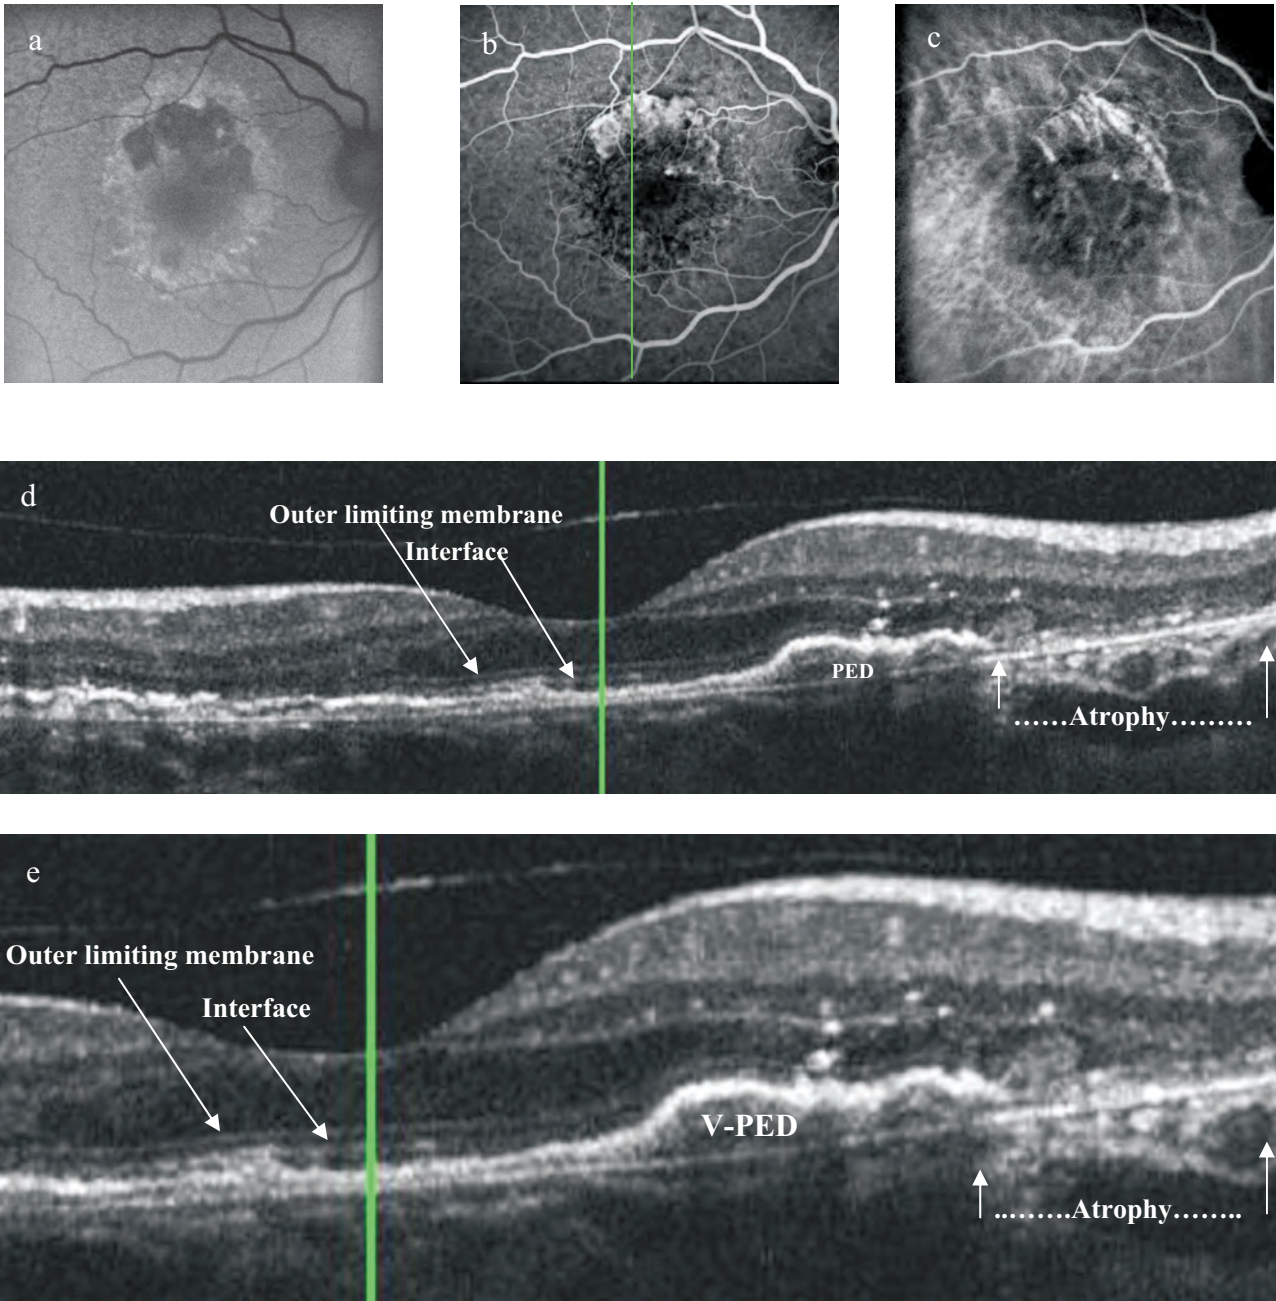 a
b
c
d
Outer limiting membrane
Interface
PED
……Atrophy………
e
Outer limiting membrane
Interface
V-PED
..…….Atrophy……..